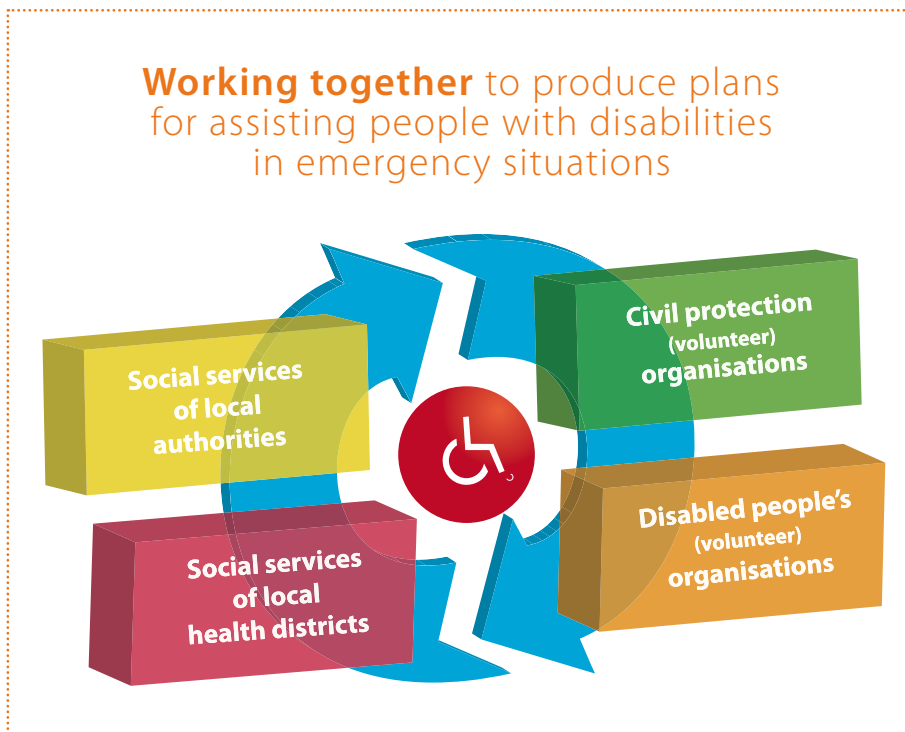 Working together to produce plans
for assisting people with disabilities
in emergency situations
Civil protection
(volunteer)
organisations
Social services
of local
authorities
Disabled people's
(volunteer)
organisations
Social services
of local
health districts